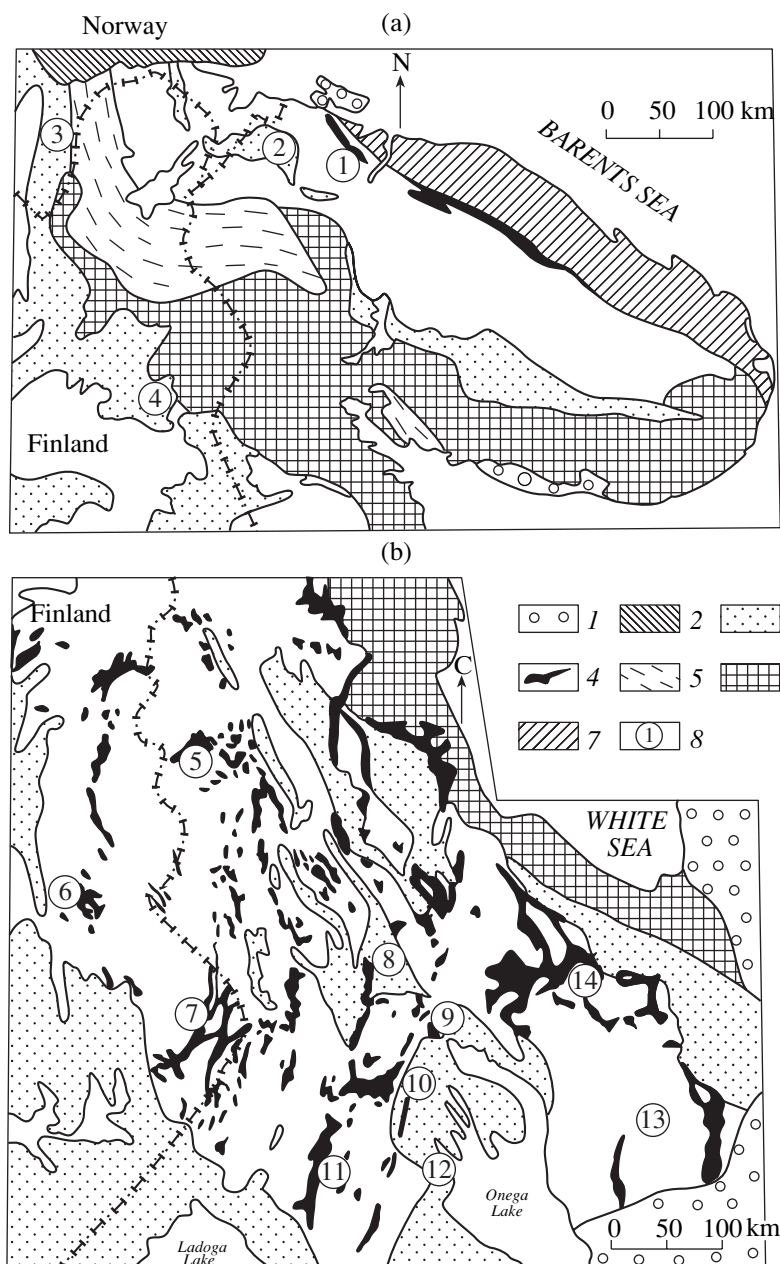 (a)
Norway
N
0 50 100 km
BARENTS SEA
3
2
1
4
Finland
(b)
Finland
1 2
C
4 5
7 1 8
5
WHITE
SEA
6
8
14
7
9
10
13
11
12
Onega
Lake
0 50 100 km
Ladoga
Lake